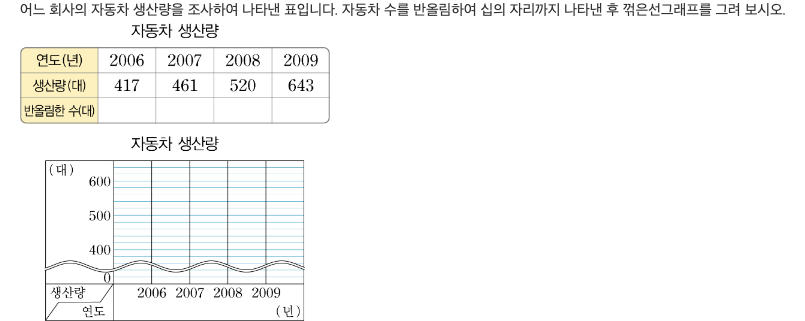 어느 회사의 자동차 생산량을 조사하여 나타낸 표입니다. 자동차 수를 반올림하여 십의 자리까지 나타낸 후 꺾은선그래프를 그려 보시오.
자동차 생산량
연도(년) 2006 2007 2008 2009
생산량(대) 417 461 520 643
반올림한 수(대)
자동차 생산량
(대)
600
500
400
0
생산량 2006 2007 2008 2009
연도 (년)